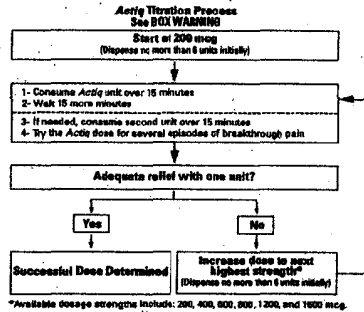 Actiq Titration Process
See BOX WARNING
Start at 200 mcg
(Dispense no more than 6 units initially)
1- Consume Actiq unit over 15 minutes
2- Wait 15 more minutes
3- If needed, consume second unit over 15 minutes
4- Try the Actiq dose for several episodes of breakthrough pain
Adequate relief with one unit?
Yes
No
Successful Dose Determined
Increase dose to next
highest strength*
(Dispense no more than 6 units initially)
*Available dosage strengths include: 200, 400, 600, 800, 1200, and 1600 mcg.